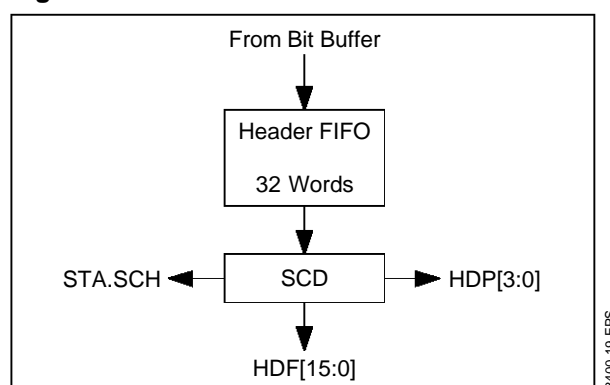 From Bit Buffer
Header FIFO
32 Words
STA.SCH
SCD
HDP[3:0]
HDF[15:0]